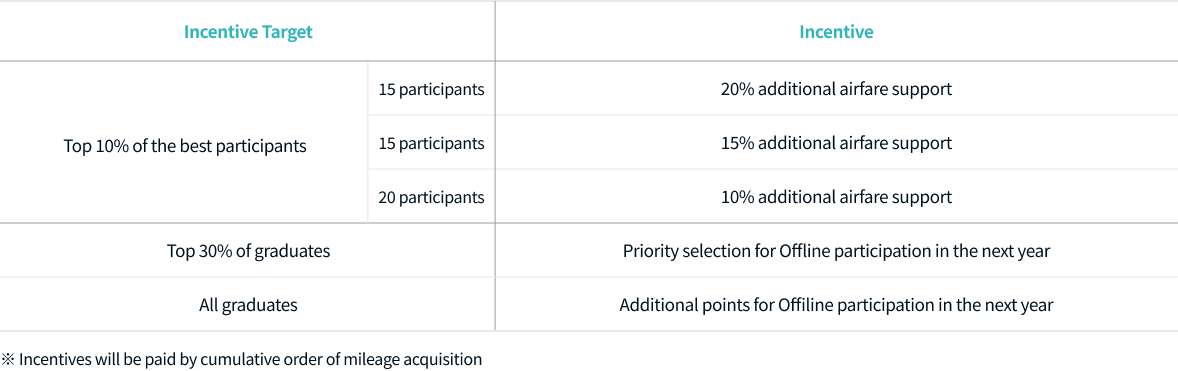 Incentive Target
Incentive
15 participants
20% additional airfare support
Top 10% of the best participants
15 participants
15% additional airfare support
20 participants
10% additional airfare support
Top 30% of graduates
Priority selection for Offline participation in the next year
All graduates
Additional points for Offiline participation in the next year
※ Incentives will be paid by cumulative order of mileage acquisition